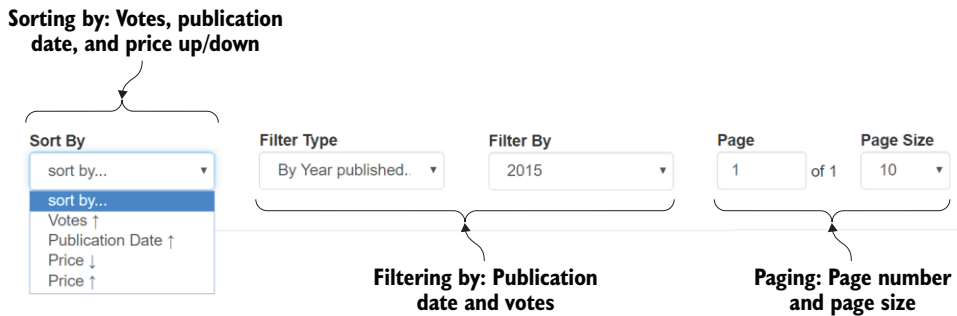 Sorting by: Votes, publication
date, and price up/down
Sort By
sort by...
sort by...
Votes ↑
Publication Date ↑
Price ↓
Price ↑
Filter Type
By Year published..
Filter By
2015
Page
1
of 1
Page Size
10
Filtering by: Publication
date and votes
Paging: Page number
and page size